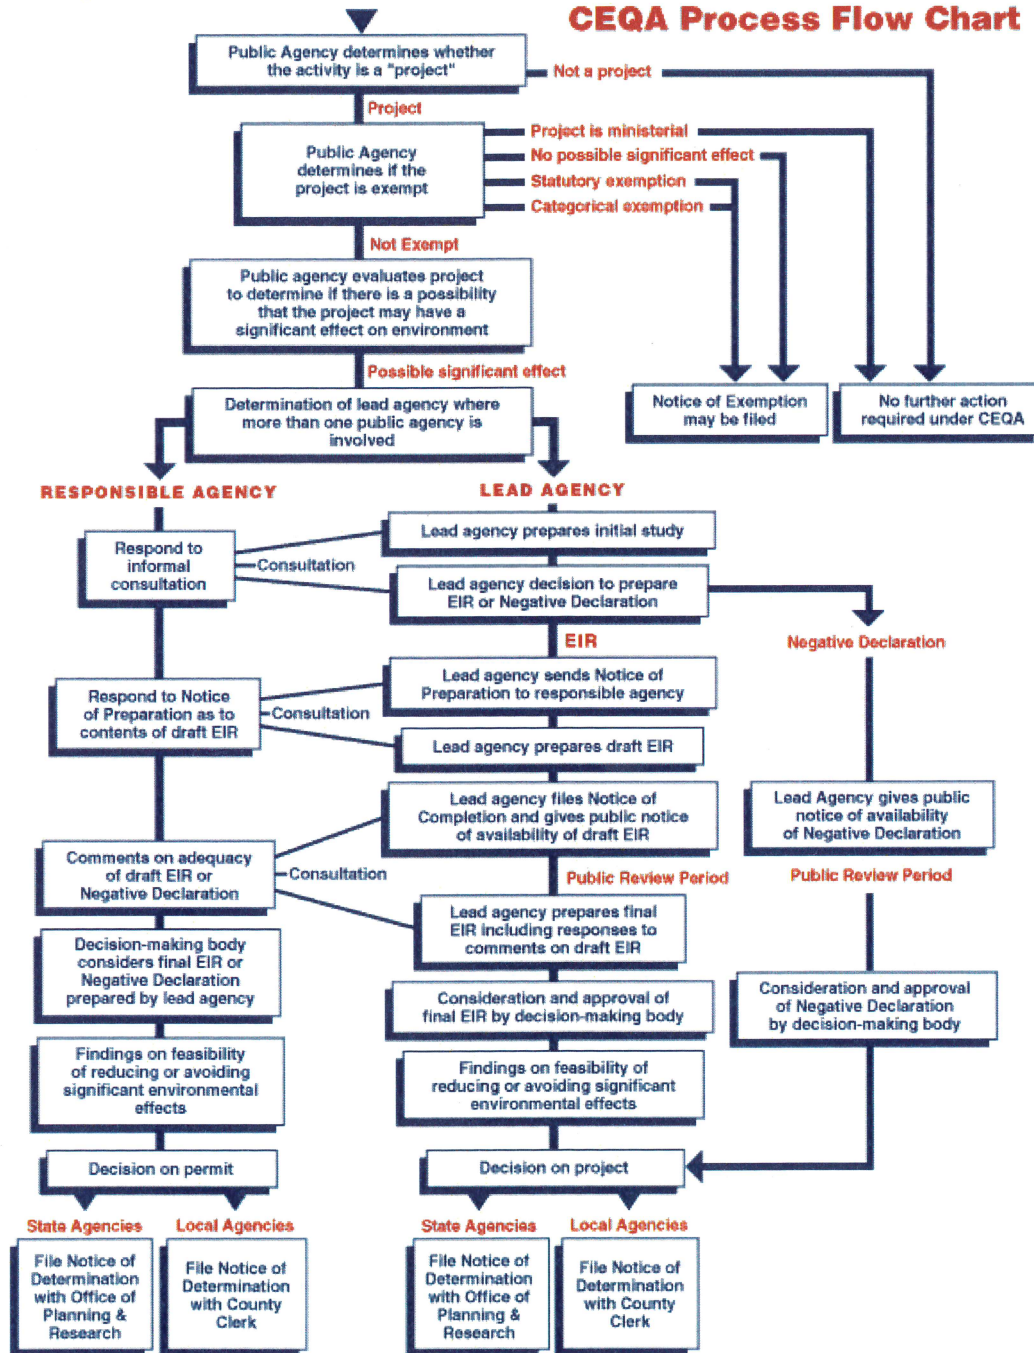 CEQA Process Flow Chart
Public Agency determines whether
the activity is a "project"
Not a project
Project
Public Agency
determines if the
project is exempt
Project is ministerial
No possible significant effect
Statutory exemption
Categorical exemption
Not Exempt
Public agency evaluates project
to determine if there is a possibility
that the project may have a
significant effect on environment
Possible significant effect
Notice of Exemption
may be filed
No further action
required under CEQA
Determination of lead agency where
more than one public agency is
involved
RESPONSIBLE AGENCY
LEAD AGENCY
Respond to
informal
consultation
Consultation
Lead agency prepares initial study
Lead agency decision to prepare
EIR or Negative Declaration
EIR
Negative Declaration
Respond to Notice
of Preparation as to
contents of draft EIR
Consultation
Lead agency sends Notice of
Preparation to responsible agency
Lead agency prepares draft EIR
Lead agency files Notice of
Completion and gives public notice
of availability of draft EIR
Lead Agency gives public
notice of availability
of Negative Declaration
Comments on adequacy
of draft EIR or
Negative Declaration
Consultation
Public Review Period
Public Review Period
Lead agency prepares final
EIR including responses to
comments on draft EIR
Decision-making body
considers final EIR or
Negative Declaration
prepared by lead agency
Consideration and approval of
final EIR by decision-making body
Consideration and approval
of Negative Declaration
by decision-making body
Findings on feasibility
of reducing or avoiding
significant environmental
effects
Findings on feasibility of
reducing or avoiding significant
environmental effects
Decision on permit
Decision on project
State Agencies
Local Agencies
State Agencies
Local Agencies
File Notice of
Determination
with Office of
Planning &
Research
File Notice of
Determination
with County
Clerk
File Notice of
Determination
with Office of
Planning &
Research
File Notice of
Determination
with County
Clerk